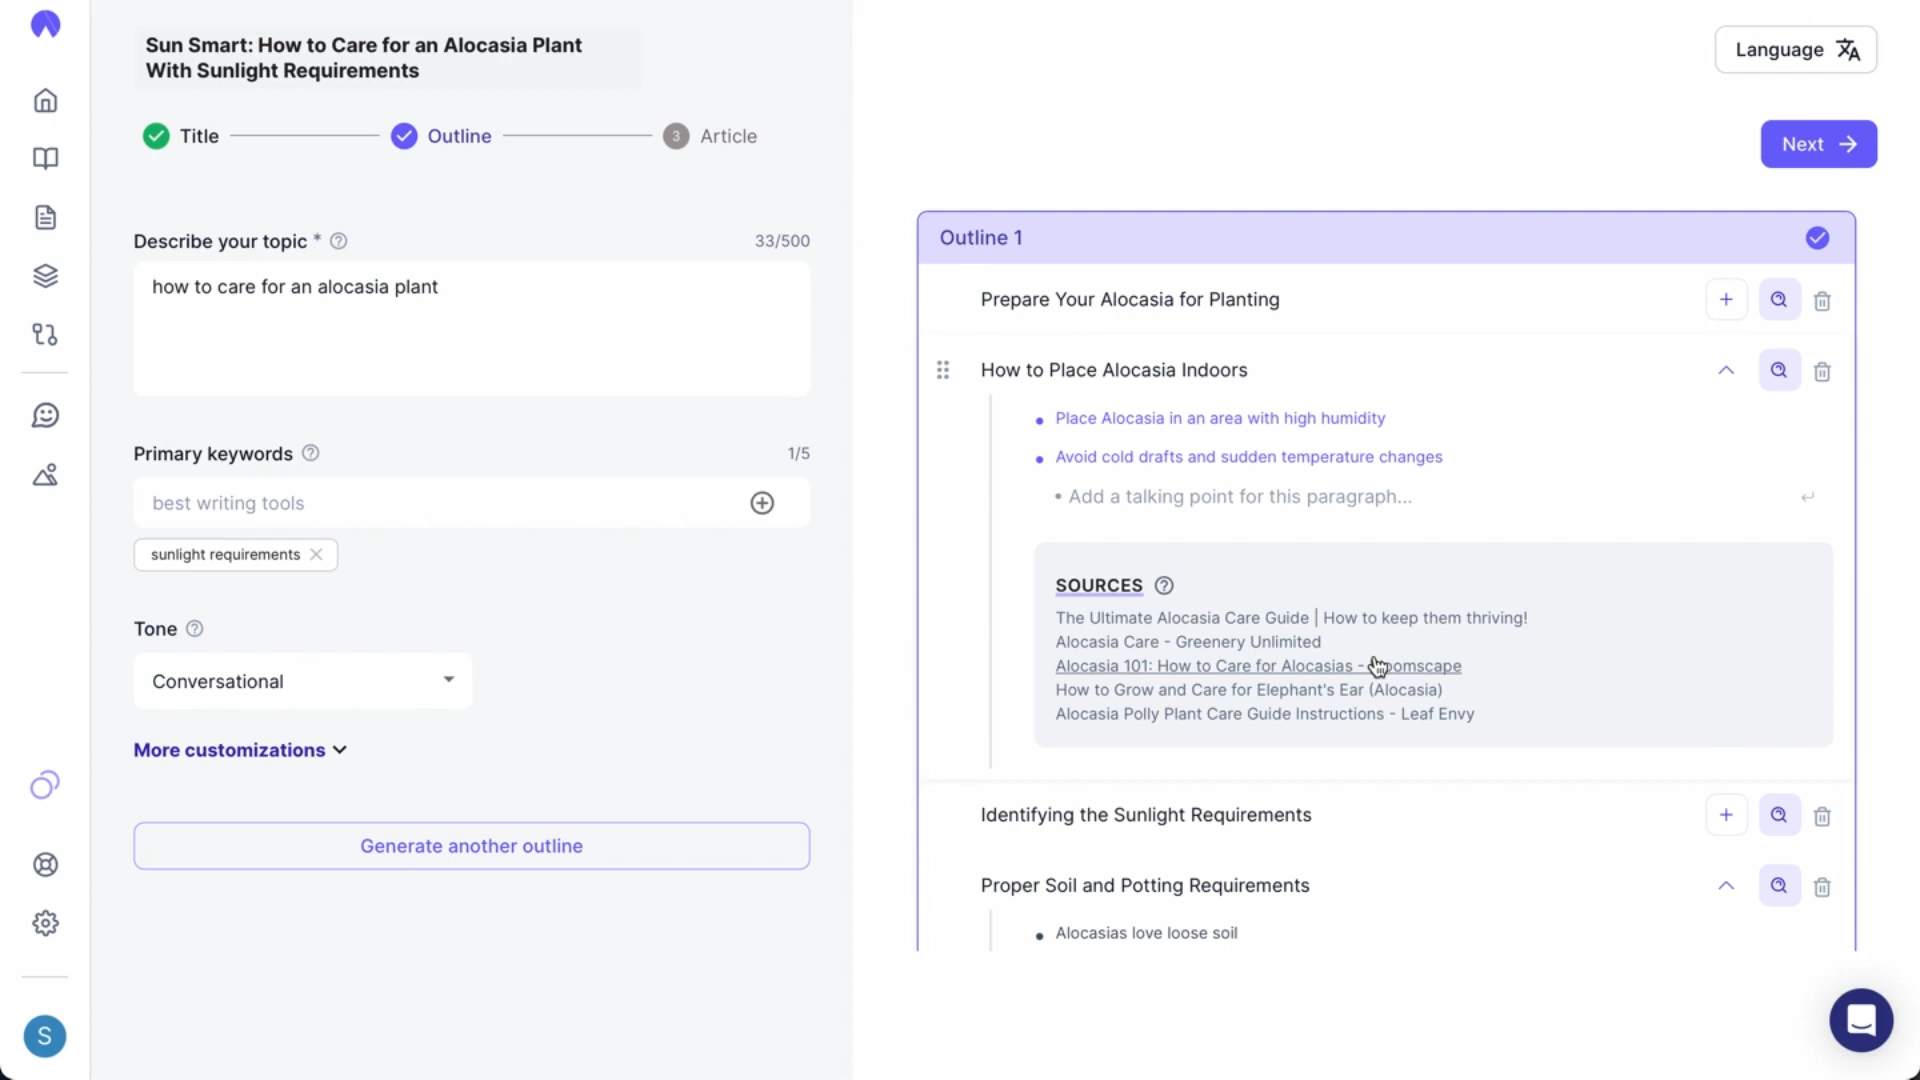 Sun Smart: How to Care for an Alocasia Plant
With Sunlight Requirements
Title
Outline
3
Article
Describe your topic *
33/500
how to care for an alocasia plant
Primary keywords
1/5
best writing tools
sunlight requirements
Tone
Conversational
More customizations
Generate another outline
S
Language
Next
Outline 1
Prepare Your Alocasia for Planting
How to Place Alocasia Indoors
Place Alocasia in an area with high humidity
Avoid cold drafts and sudden temperature changes
• Add a talking point for this paragraph...
SOURCES
The Ultimate Alocasia Care Guide | How to keep them thriving!
Alocasia Care - Greenery Unlimited
Alocasia 101: How to Care for Alocasias -
How to Grow and Care for Elephant's Ear (Alocasia)
Alocasia Polly Plant Care Guide Instructions - Leaf Envy
Identifying the Sunlight Requirements
Proper Soil and Potting Requirements
Alocasias love loose soil